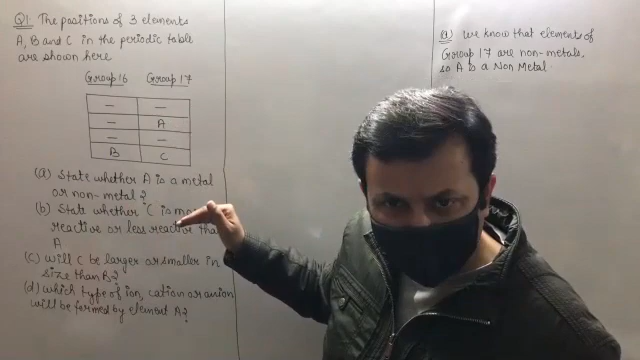 Q1: The positions of 3 elements
A, B and C in the periodic table
are shown here
Group 16 Group 17
- -
- A
- -
B C
(a) State whether A is a metal
or non-metal?
(b) State whether C is
reactive or less reactive than
A
(c) will C be larger or smaller in
size than B?
(d) which type of ion, cation or anion
will be formed by element A?
(a) we know that elements of
Group 17 are non-metals.
so A is a Non Metal.